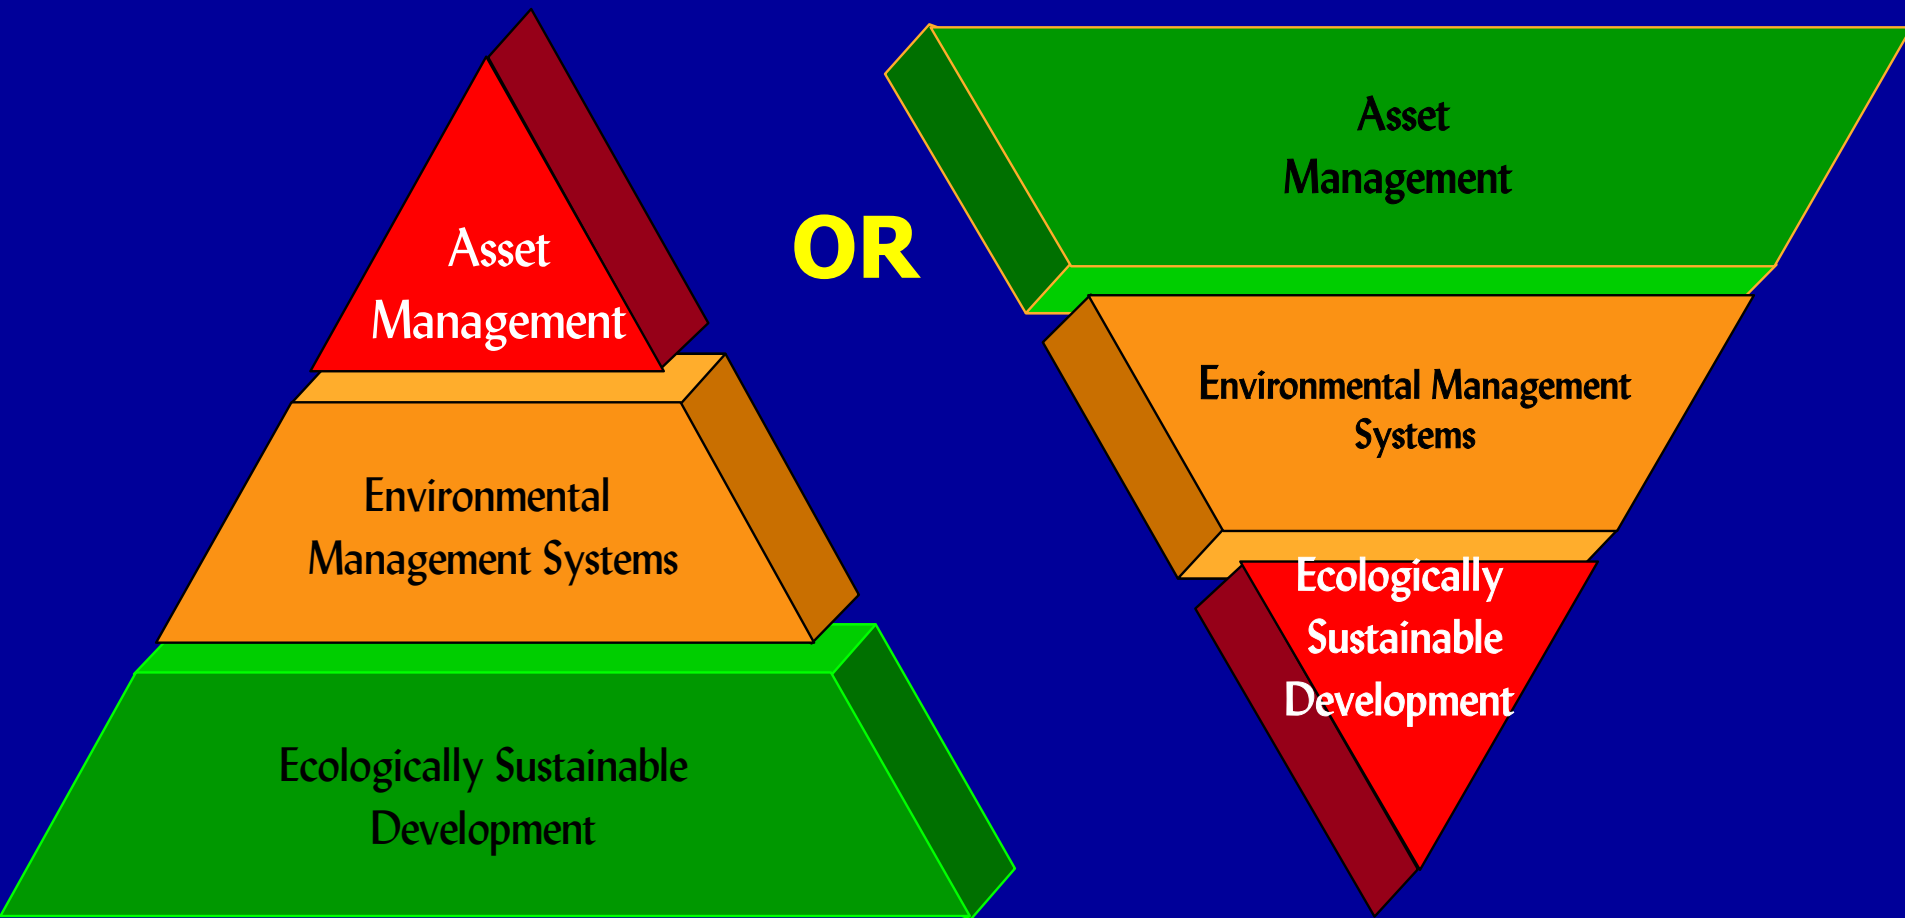 Asset
Management
Environmental
Management Systems
Ecologically Sustainable
Development
OR
Asset
Management
Environmental Management
Systems
Ecologically
Sustainable
Development